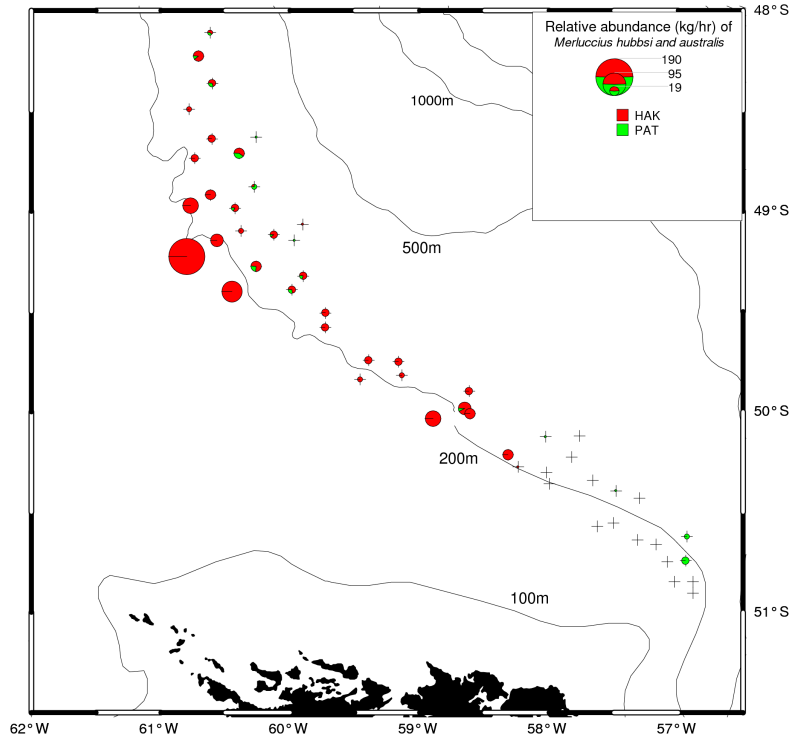 48°S
Relative abundance (kg/hr) of
Merluccius hubbsi and australis
190
95
19
1000m
HAK
PAT
49°S
500m
50°S
200m
100m
51°S
62°W 61°W 60°W 59°W 58°W 57°W